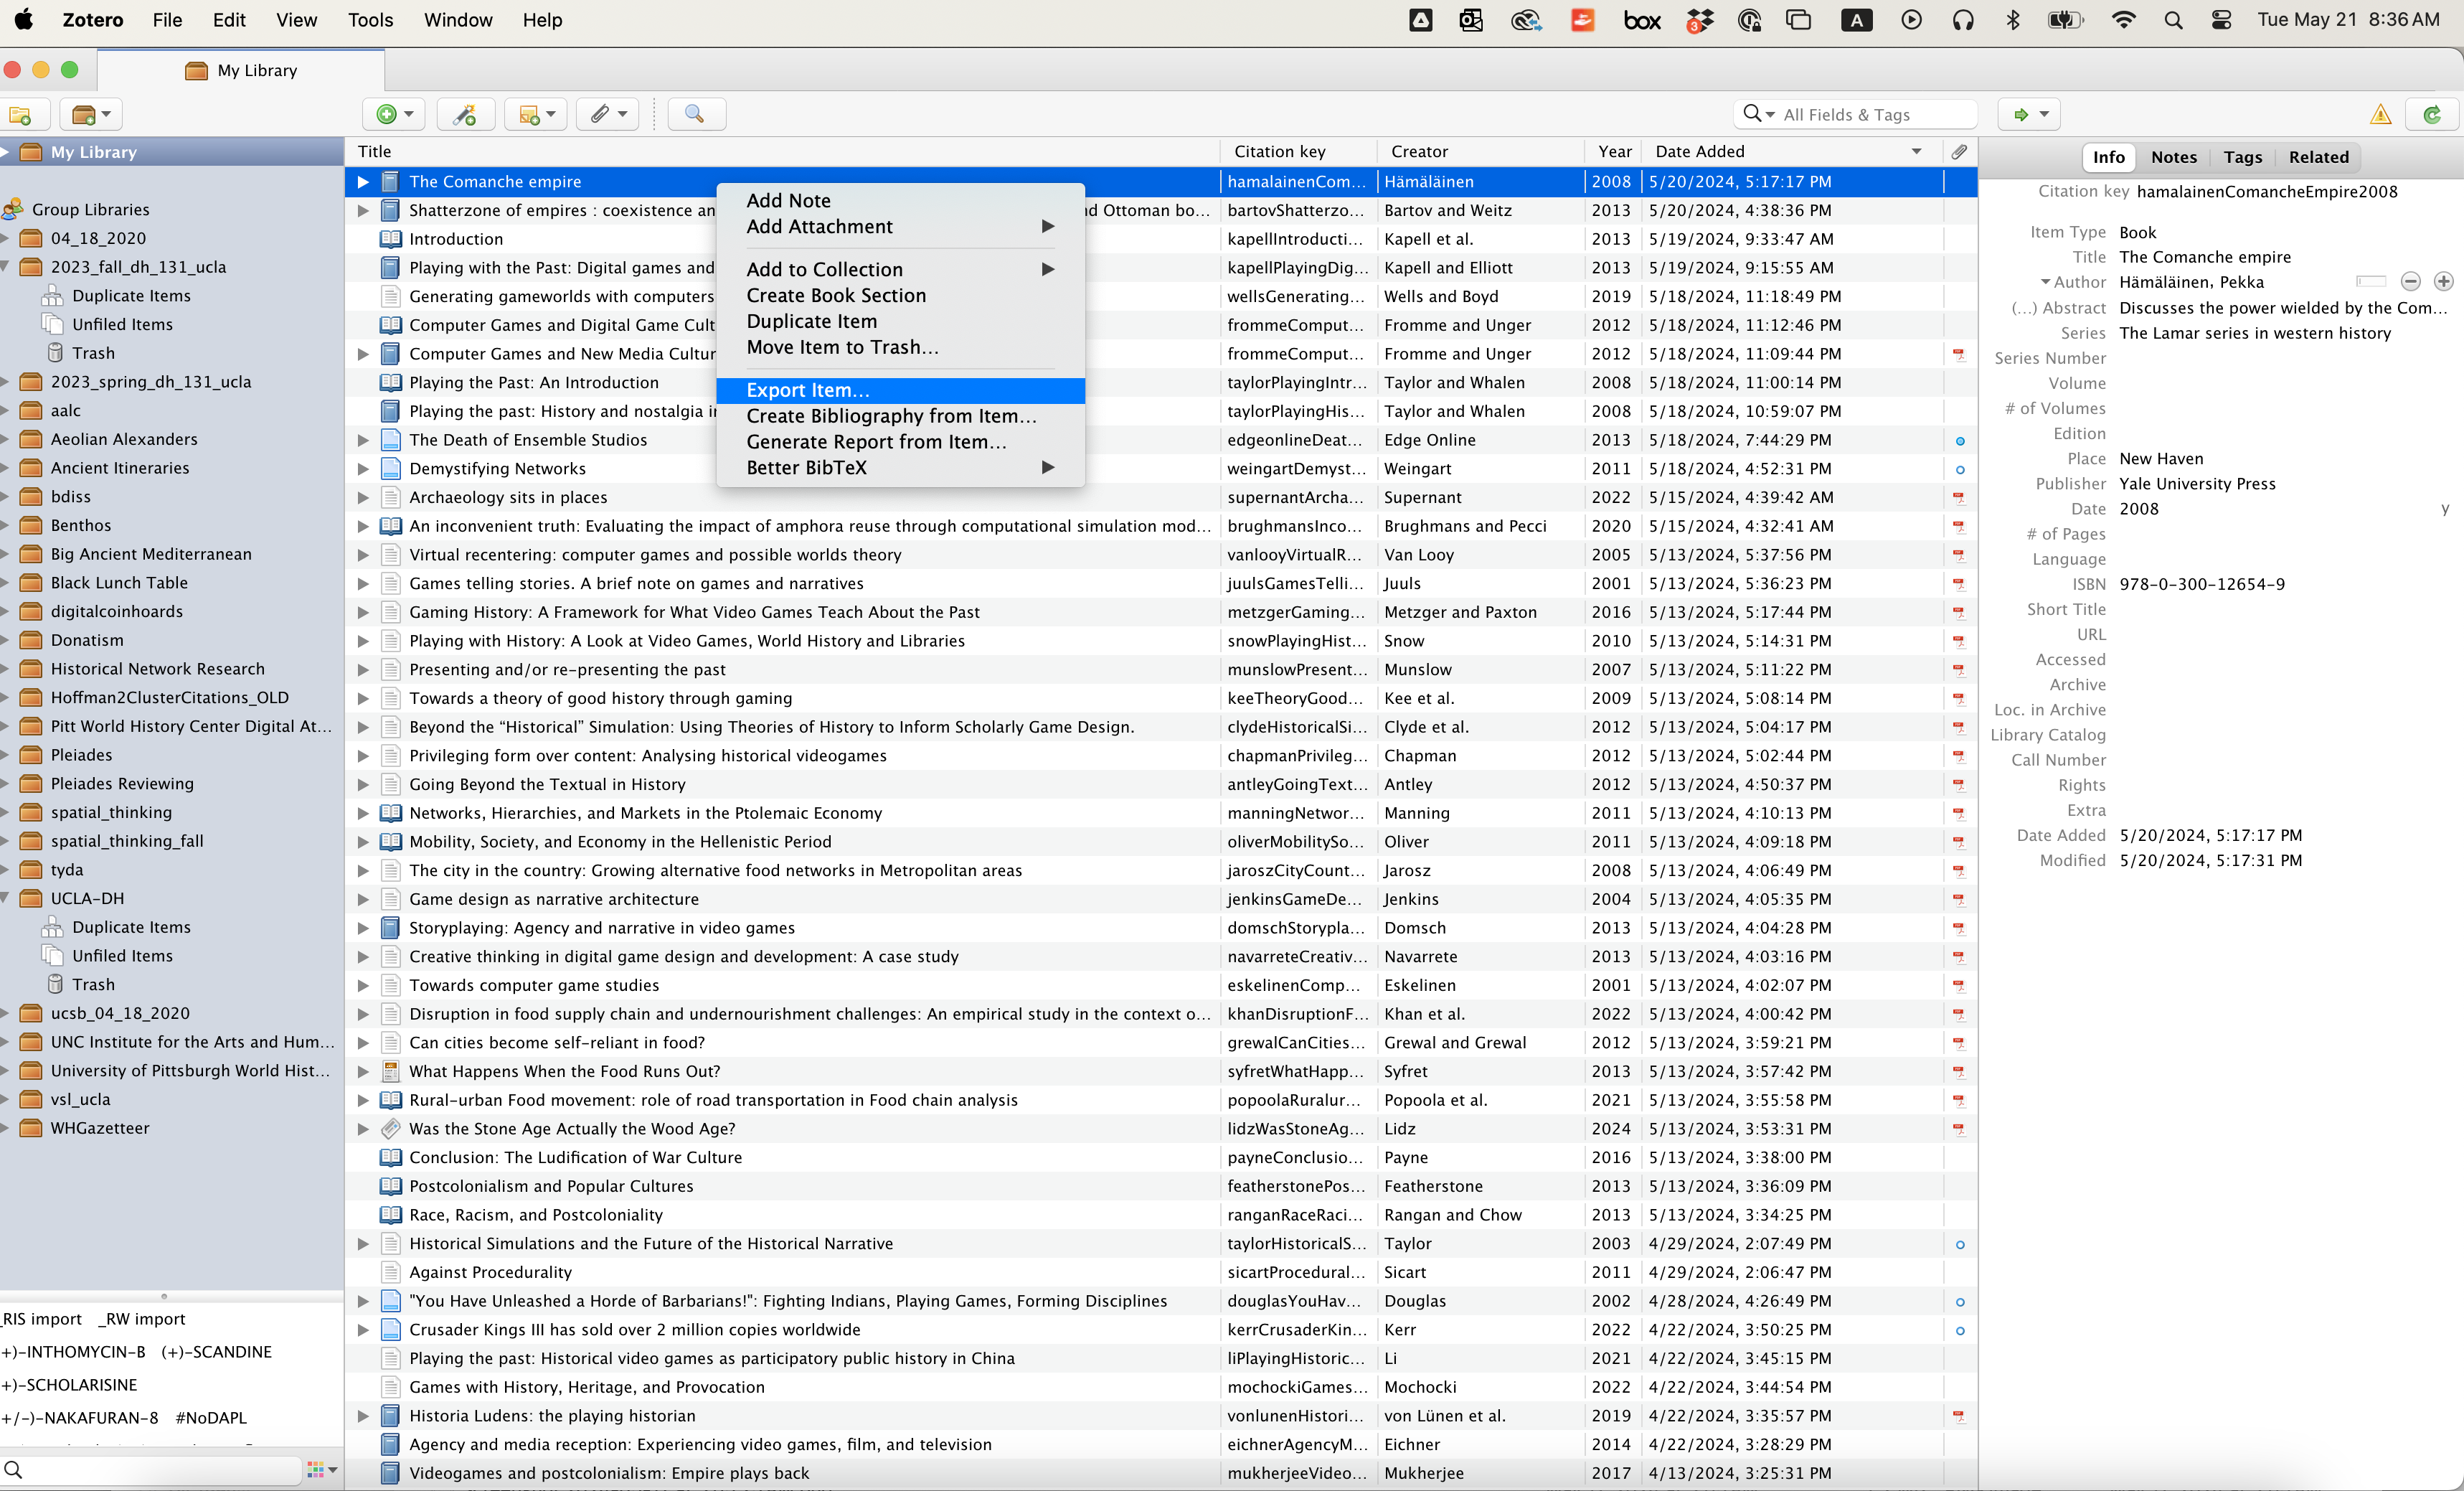 Zotero File Edit View Tools Window Help box 3 A Tue May 21 8:36 AM
My Library
All Fields & Tags
My Library
Group Libraries
04_18_2020
2023_fall_dh_131_ucla
Duplicate Items
Unfiled Items
Trash
2023_spring_dh_131_ucla
aalc
Aeolian Alexanders
Ancient Itineraries
bdiss
Benthos
Big Ancient Mediterranean
Black Lunch Table
digitalcoinhoards
Donatism
Historical Network Research
Hoffman2ClusterCitations_OLD
Pitt World History Center Digital At...
Pleiades
Pleiades Reviewing
spatial_thinking
spatial_thinking_fall
tyda
UCLA-DH
Duplicate Items
Unfiled Items
Trash
ucsb_04_18_2020
UNC Institute for the Arts and Hum...
University of Pittsburgh World Hist...
vsl_ucla
WHGazetteer
_RIS import _RW import
+)-INTHOMYCIN-B (+)-SCANDINE
+)-SCHOLARISINE
+/-)-NAKAFURAN-8 #NoDAPL
Title Citation key Creator Year Date Added
The Comanche empire hamalainenCom... Hämäläinen 2008 5/20/2024, 5:17:17 PM
Shatterzone of empires : coexistence an nd Ottoman bo... bartovShatterzo... Bartov and Weitz 2013 5/20/2024, 4:38:36 PM
Introduction kapellIntroducti... Kapell et al. 2013 5/19/2024, 9:33:47 AM
Playing with the Past: Digital games and kapellPlayingDig... Kapell and Elliott 2013 5/19/2024, 9:15:55 AM
Generating gameworlds with computers wellsGenerating... Wells and Boyd 2019 5/18/2024, 11:18:49 PM
Computer Games and Digital Game Cult frommeComput... Fromme and Unger 2012 5/18/2024, 11:12:46 PM
Computer Games and New Media Cultur frommeComput... Fromme and Unger 2012 5/18/2024, 11:09:44 PM
Playing the Past: An Introduction taylorPlayingIntr... Taylor and Whalen 2008 5/18/2024, 11:00:14 PM
Playing the past: History and nostalgia i taylorPlayingHis... Taylor and Whalen 2008 5/18/2024, 10:59:07 PM
The Death of Ensemble Studios edgeonlineDeat... Edge Online 2013 5/18/2024, 7:44:29 PM
Demystifying Networks weingartDemyst... Weingart 2011 5/18/2024, 4:52:31 PM
Archaeology sits in places supernantArcha... Supernant 2022 5/15/2024, 4:39:42 AM
An inconvenient truth: Evaluating the impact of amphora reuse through computational simulation mod... brughmansInco... Brughmans and Pecci 2020 5/15/2024, 4:32:41 AM
Virtual recentering: computer games and possible worlds theory vanlooyVirtualR... Van Looy 2005 5/13/2024, 5:37:56 PM
Games telling stories. A brief note on games and narratives juulsGamesTelli... Juuls 2001 5/13/2024, 5:36:23 PM
Gaming History: A Framework for What Video Games Teach About the Past metzgerGaming... Metzger and Paxton 2016 5/13/2024, 5:17:44 PM
Playing with History: A Look at Video Games, World History and Libraries snowPlayingHist... Snow 2010 5/13/2024, 5:14:31 PM
Presenting and/or re-presenting the past munslowPresent... Munslow 2007 5/13/2024, 5:11:22 PM
Towards a theory of good history through gaming keeTheoryGood... Kee et al. 2009 5/13/2024, 5:08:14 PM
Beyond the “Historical” Simulation: Using Theories of History to Inform Scholarly Game Design. clydeHistoricalSi... Clyde et al. 2012 5/13/2024, 5:04:17 PM
Privileging form over content: Analysing historical videogames chapmanPrivileg... Chapman 2012 5/13/2024, 5:02:44 PM
Going Beyond the Textual in History antleyGoingText... Antley 2012 5/13/2024, 4:50:37 PM
Networks, Hierarchies, and Markets in the Ptolemaic Economy manningNetwor... Manning 2011 5/13/2024, 4:10:13 PM
Mobility, Society, and Economy in the Hellenistic Period oliverMobilitySo... Oliver 2011 5/13/2024, 4:09:18 PM
The city in the country: Growing alternative food networks in Metropolitan areas jaroszCityCount... Jarosz 2008 5/13/2024, 4:06:49 PM
Game design as narrative architecture jenkinsGameDe... Jenkins 2004 5/13/2024, 4:05:35 PM
Storyplaying: Agency and narrative in video games domschStorypla... Domsch 2013 5/13/2024, 4:04:28 PM
Creative thinking in digital game design and development: A case study navarreteCreativ... Navarrete 2013 5/13/2024, 4:03:16 PM
Towards computer game studies eskelinenComp... Eskelinen 2001 5/13/2024, 4:02:07 PM
Disruption in food supply chain and undernourishment challenges: An empirical study in the context o... khanDisruptionF... Khan et al. 2022 5/13/2024, 4:00:42 PM
Can cities become self-reliant in food? grewalCanCities... Grewal and Grewal 2012 5/13/2024, 3:59:21 PM
What Happens When the Food Runs Out? syfretWhatHapp... Syfret 2013 5/13/2024, 3:57:42 PM
Rural-urban Food movement: role of road transportation in Food chain analysis popoolaRuralur... Popoola et al. 2021 5/13/2024, 3:55:58 PM
Was the Stone Age Actually the Wood Age? lidzWasStoneAg... Lidz 2024 5/13/2024, 3:53:31 PM
Conclusion: The Ludification of War Culture payneConclusio... Payne 2016 5/13/2024, 3:38:00 PM
Postcolonialism and Popular Cultures featherstonePos... Featherstone 2013 5/13/2024, 3:36:09 PM
Race, Racism, and Postcoloniality ranganRaceRaci... Rangan and Chow 2013 5/13/2024, 3:34:25 PM
Historical Simulations and the Future of the Historical Narrative taylorHistoricalS... Taylor 2003 4/29/2024, 2:07:49 PM
Against Procedurality sicartProcedural... Sicart 2011 4/29/2024, 2:06:47 PM
"You Have Unleashed a Horde of Barbarians!": Fighting Indians, Playing Games, Forming Disciplines douglasYouHav... Douglas 2002 4/28/2024, 4:26:49 PM
Crusader Kings III has sold over 2 million copies worldwide kerrCrusaderKin... Kerr 2022 4/22/2024, 3:50:25 PM
Playing the past: Historical video games as participatory public history in China liPlayingHistoric... Li 2021 4/22/2024, 3:45:15 PM
Games with History, Heritage, and Provocation mochockiGames... Mochocki 2022 4/22/2024, 3:44:54 PM
Historia Ludens: the playing historian vonlunenHistori... von Lünen et al. 2019 4/22/2024, 3:35:57 PM
Agency and media reception: Experiencing video games, film, and television eichnerAgencyM... Eichner 2014 4/22/2024, 3:28:29 PM
Videogames and postcolonialism: Empire plays back mukherjeeVideo... Mukherjee 2017 4/13/2024, 3:25:31 PM
Add Note
Add Attachment
Add to Collection
Create Book Section
Duplicate Item
Move Item to Trash...
Export Item...
Create Bibliography from Item...
Generate Report from Item...
Better BibTeX
Info Notes Tags Related
Citation key hamalainenComancheEmpire2008
Item Type Book
Title The Comanche empire
Author Hämäläinen, Pekka
(...) Abstract Discusses the power wielded by the Com...
Series The Lamar series in western history
Series Number
Volume
# of Volumes
Edition
Place New Haven
Publisher Yale University Press
Date 2008 y
# of Pages
Language
ISBN 978-0-300-12654-9
Short Title
URL
Accessed
Archive
Loc. in Archive
Library Catalog
Call Number
Rights
Extra
Date Added 5/20/2024, 5:17:17 PM
Modified 5/20/2024, 5:17:31 PM